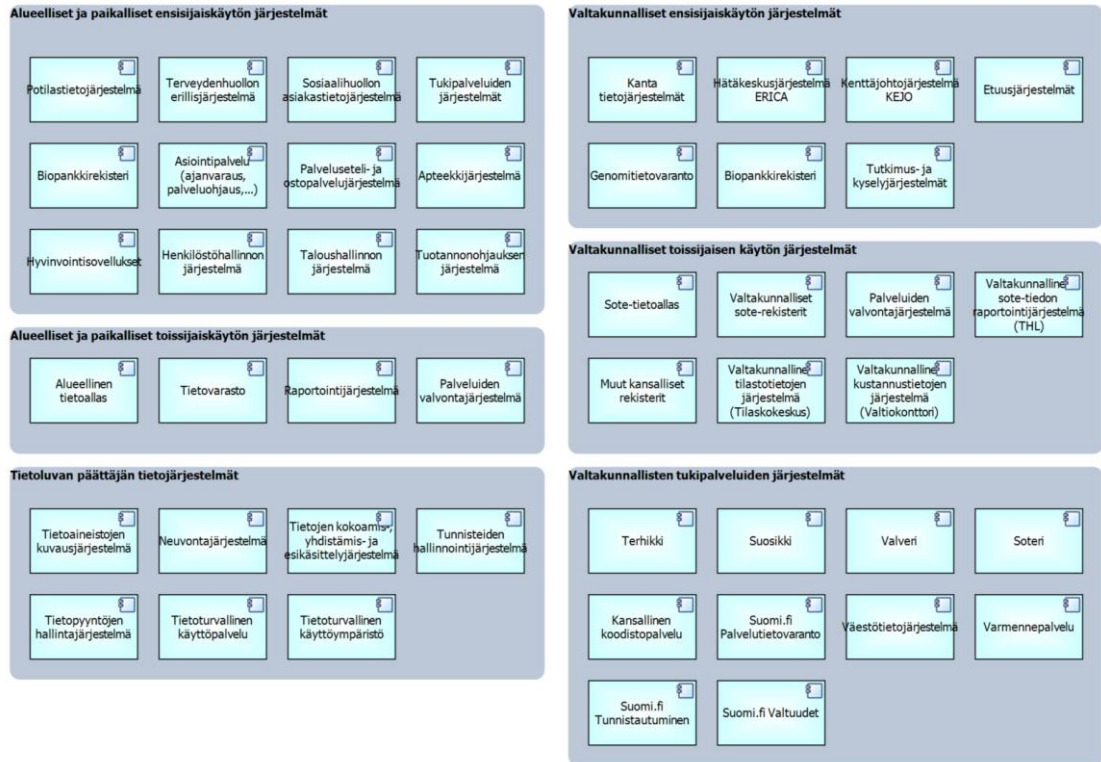 Alueelliset ja paikalliset ensisijaiskäytön järjestelmät
Potilastietojärjestelmä
Terveydenhuollon
erillisjärjestelmä
Sosiaalihuollon
asiakastietojärjestelmä
Tukipalveluiden
järjestelmät
Biopankkirekisteri
Asiointipalvelu
(ajanvaraus,
palveluohjaus,...)
Palveluseteli- ja
ostopalvelujärjestelmä
Apteekkijärjestelmä
Hyvinvointisovellukset
Henkilöstöhallinnon
järjestelmä
Taloushallinnon
järjestelmä
Tuotannonohjauksen
järjestelmä
Alueelliset ja paikalliset toissijaiskäytön järjestelmät
Alueellinen
tietoallas
Tietovarasto
Raportointijärjestelmä
Palveluiden
valvontajärjestelmä
Tietoluvan päättäjän tietojärjestelmät
Tietoaineistojen
kuvausjärjestelmä
Neuvontajärjestelmä
Tietojen kokoamis-,
yhdistämis- ja
esikäsittelyjärjestelmä
Tunnisteiden
hallinnointijärjestelmä
Tietopyyntöjen
hallintajärjestelmä
Tietoturvallinen
käyttöpalvelu
Tietoturvallinen
käyttöympäristö
Valtakunnalliset ensisijaiskäytön järjestelmät
Kanta
tietojärjestelmät
Hätäkeskusjärjestelmä
ERICA
Kenttäjohtojärjestelmä
KEJO
Etuusjärjestelmät
Genomitietovaranto
Biopankkirekisteri
Tutkimus- ja
kyselyjärjestelmät
Valtakunnalliset toissijaisen käytön järjestelmät
Sote-tietoallas
Valtakunnalliset
sote-rekisterit
Palveluiden
valvontajärjestelmä
Valtakunnalline
sote-tiedon
raportointijärjestelmä
(THL)
Muut kansalliset
rekisterit
Valtakunnalline
tilastotietojen
järjestelmä
(Tilaskokeskus)
Valtakunnalline
kustannustietojen
järjestelmä
(Valtiokonttori)
Valtakunnallisten tukipalveluiden järjestelmät
Terhikki
Suosikki
Valveri
Soteri
Kansallinen
koodistopalvelu
Suomi.fi
Palvelutietovaranto
Väestötietojärjestelmä
Varmennepalvelu
Suomi.fi
Tunnistautuminen
Suomi.fi Valtuudet